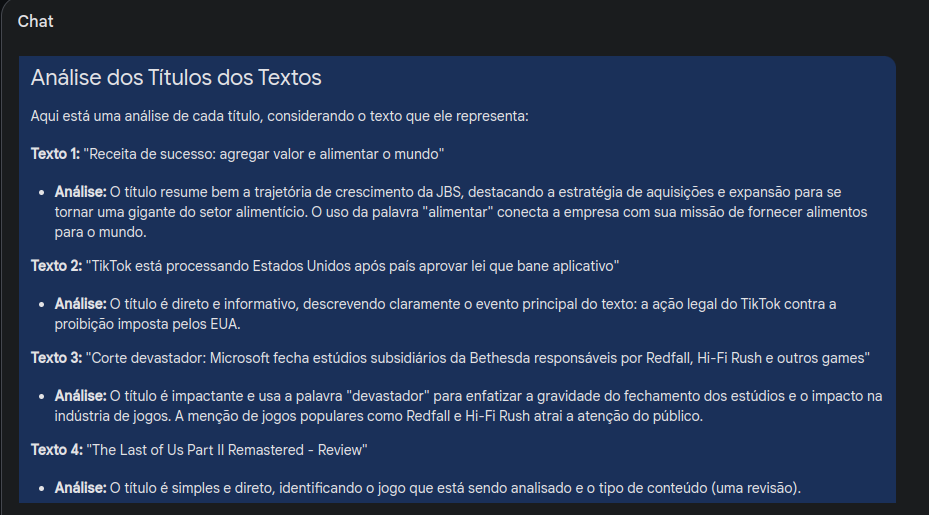 Chat
Análise dos Títulos dos Textos
Aqui está uma análise de cada título, considerando o texto que ele representa:
Texto 1: "Receita de sucesso: agregar valor e alimentar o mundo"
• Análise: O título resume bem a trajetória de crescimento da JBS, destacando a estratégia de aquisições e expansão para se
tornar uma gigante do setor alimentício. O uso da palavra "alimentar" conecta a empresa com sua missão de fornecer alimentos
para o mundo.
Texto 2: "TikTok está processando Estados Unidos após país aprovar lei que bane aplicativo"
• Análise: O título é direto e informativo, descrevendo claramente o evento principal do texto: a ação legal do TikTok contra a
proibição imposta pelos EUA.
Texto 3: "Corte devastador: Microsoft fecha estúdios subsidiários da Bethesda responsáveis por Redfall, Hi-Fi Rush e outros games"
• Análise: O título é impactante e usa a palavra "devastador" para enfatizar a gravidade do fechamento dos estúdios e o impacto na
indústria de jogos. A menção de jogos populares como Redfall e Hi-Fi Rush atrai a atenção do público.
Texto 4: "The Last of Us Part II Remastered - Review"
• Análise: O título é simples e direto, identificando o jogo que está sendo analisado e o tipo de conteúdo (uma revisão).